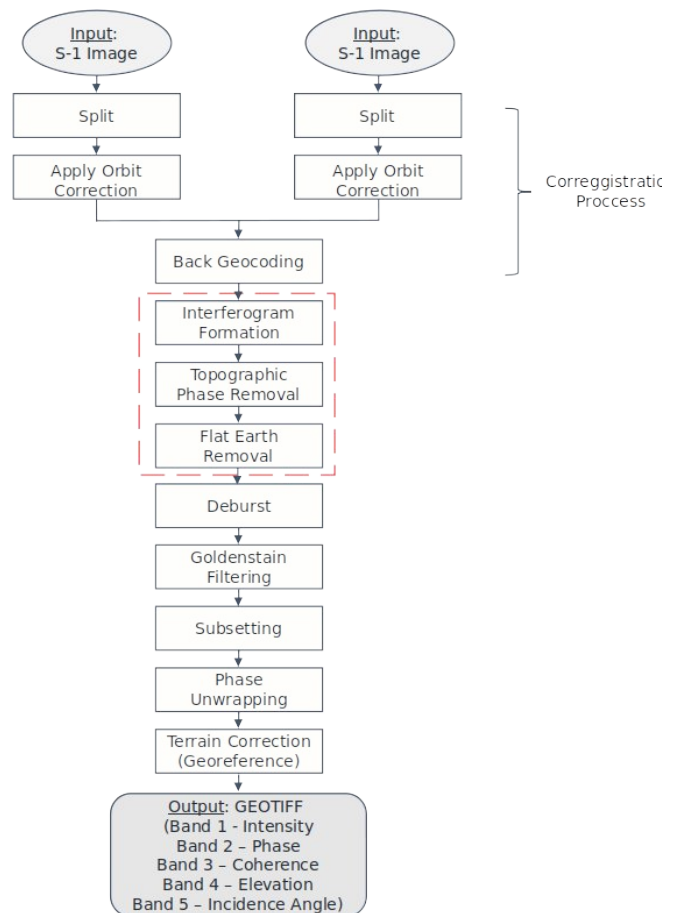 Input:
S-1 Image
Input:
S-1 Image
Split
Split
Apply Orbit
Correction
Apply Orbit
Correction
Correggistratic
Proccess
Back Geocoding
Interferogram
Formation
Topographic
Phase Removal
Flat Earth
Removal
Deburst
Goldenstain
Filtering
Subsetting
Phase
Unwrapping
Terrain Correction
(Georeference)
Output: GEOTIFF
(Band 1 - Intensity
Band 2 – Phase
Band 3 – Coherence
Band 4 – Elevation
Band 5 – Incidence Angle)